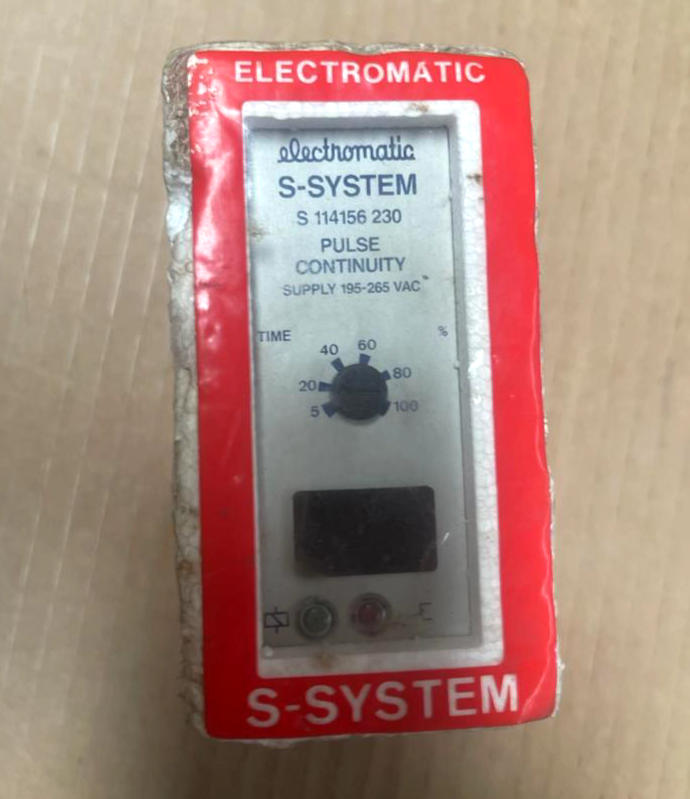 ELECTROMATIC
electromatic
S-SYSTEM
S 114156 230
PULSE
CONTINUITY
SUPPLY 195-265 VAC~
TIME %
40 60
20 80
5 100
S-SYSTEM